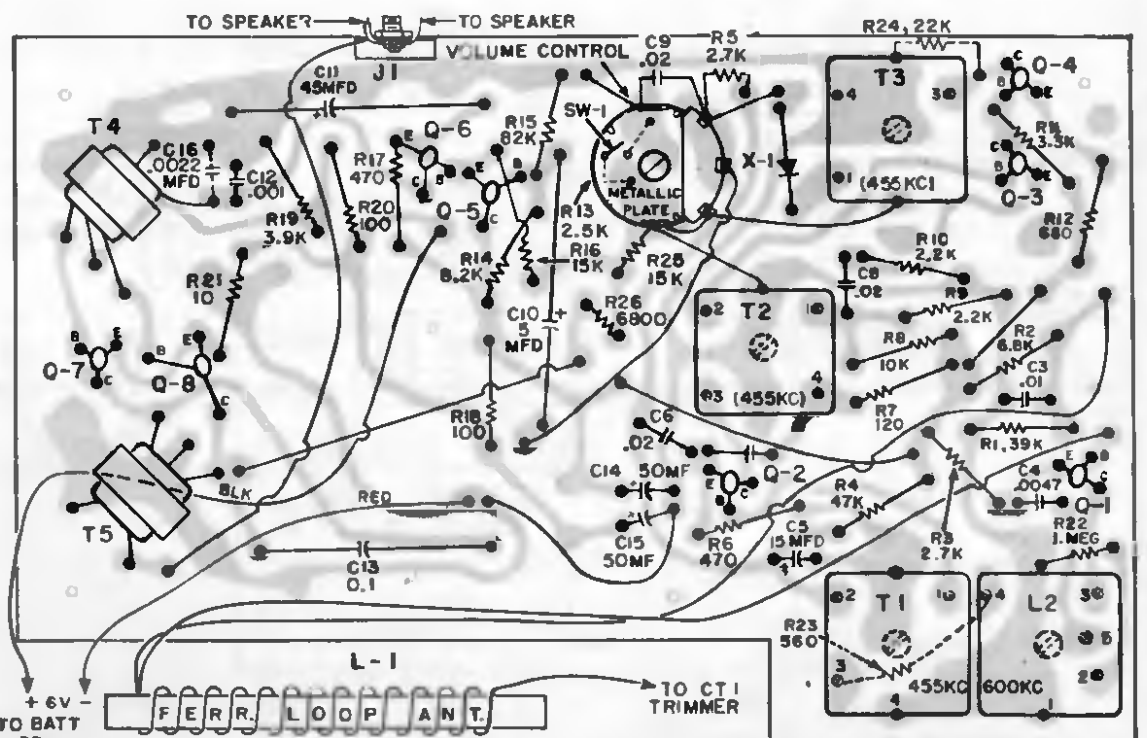 TO SPEAKER
TO SPEAKER
J1
VOLUME CONTROL
C9
.02
R5
2.7K
R24, 22K
T3
4
3
1
(455KC)
Q-4
C
B
E
R11
3.3K
Q-3
C
B
E
R12
680
C11
45MFD
+
T4
C16
.0022
MFD
C12
.001
R19
3.9K
R20
100
R17
470
Q-6
E
B
C
Q-5
E
B
C
R15
82K
SW-1
METALLIC
PLATE
X-1
R13
2.5K
R16
15K
R14
8.2K
R25
15K
R26
6800
C10
5
MFD
+
T2
2
1
3
4
(455KC)
C8
.02
R10
2.2K
R9
2.2K
R8
10K
R2
6.8K
C3
.01
R7
120
R1, 39K
R21
10
Q-7
B
E
C
Q-8
B
E
C
R18
100
T5
BLK
RED
C13
0.1
C6
.02
C14
50MF
C15
50MF
Q-2
E
B
C
R6
470
C5
15MFD
R4
47K
R3
2.7K
C4
.0047
Q-1
E
B
C
R22
1.MEG
T1
2
1
3
4
455KC
R23
560
L2
4
3
5
2
1
600KC
L-1
FERR. LOOP ANT.
TO CT1
TRIMMER
+ 6V -
TO BATT